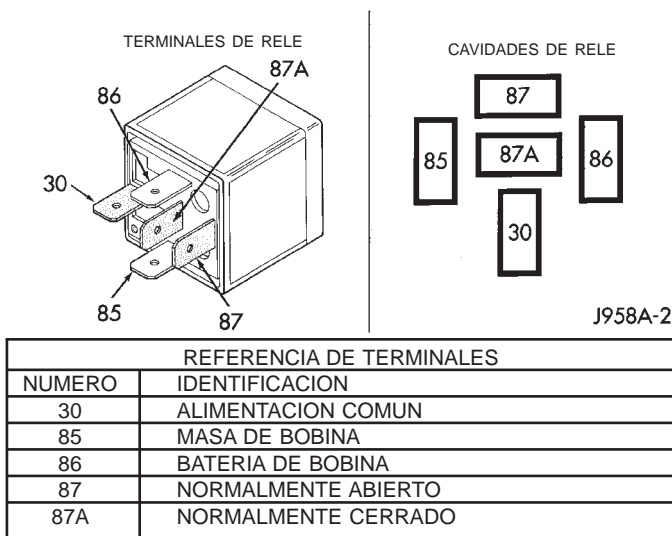 TERMINALES DE RELE
87A
86
30
85
87
CAVIDADES DE RELE
87
85
87A
86
30
J958A-2
REFERENCIA DE TERMINALES
NUMERO IDENTIFICACION
30 ALIMENTACION COMUN
85 MASA DE BOBINA
86 BATERIA DE BOBINA
87 NORMALMENTE ABIERTO
87A NORMALMENTE CERRADO